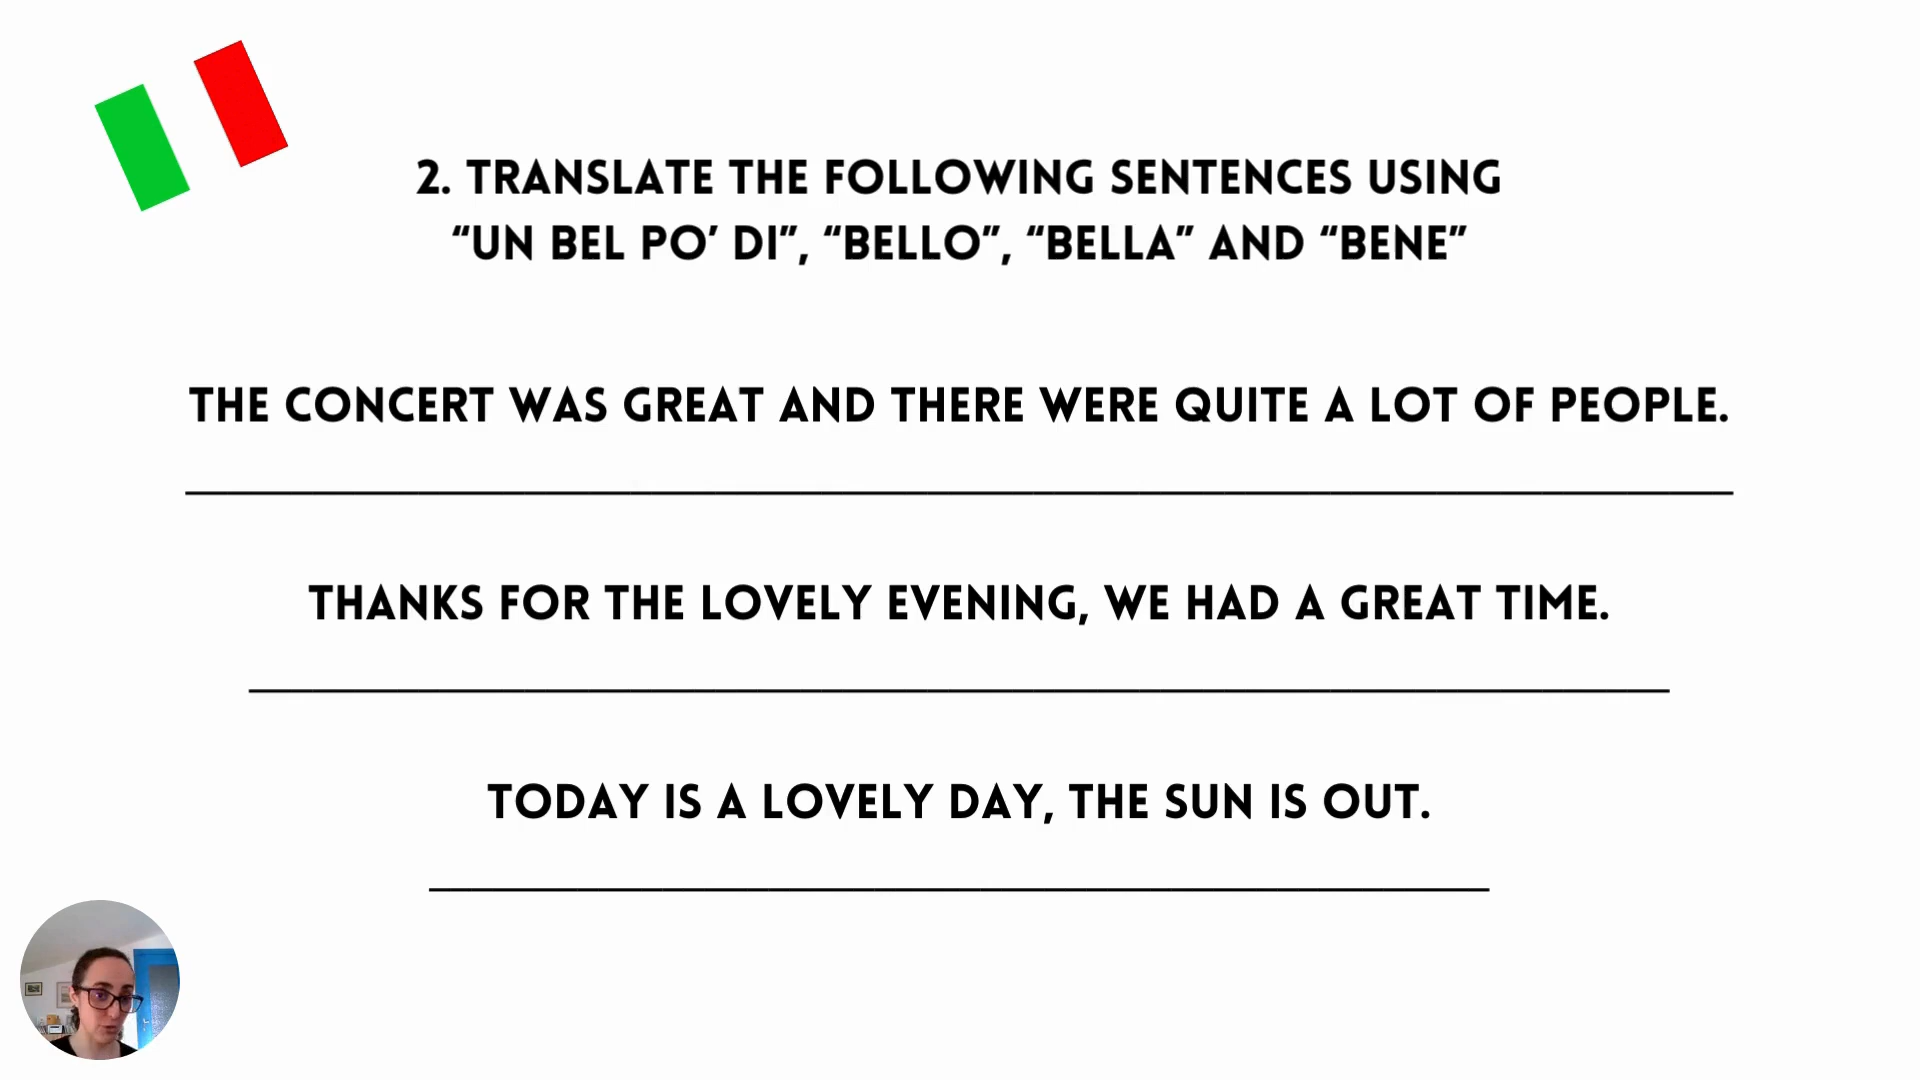 2. TRANSLATE THE FOLLOWING SENTENCES USING
“UN BEL PO’ DI”, “BELLO”, “BELLA” AND “BENE”
THE CONCERT WAS GREAT AND THERE WERE QUITE A LOT OF PEOPLE.
THANKS FOR THE LOVELY EVENING, WE HAD A GREAT TIME.
TODAY IS A LOVELY DAY, THE SUN IS OUT.